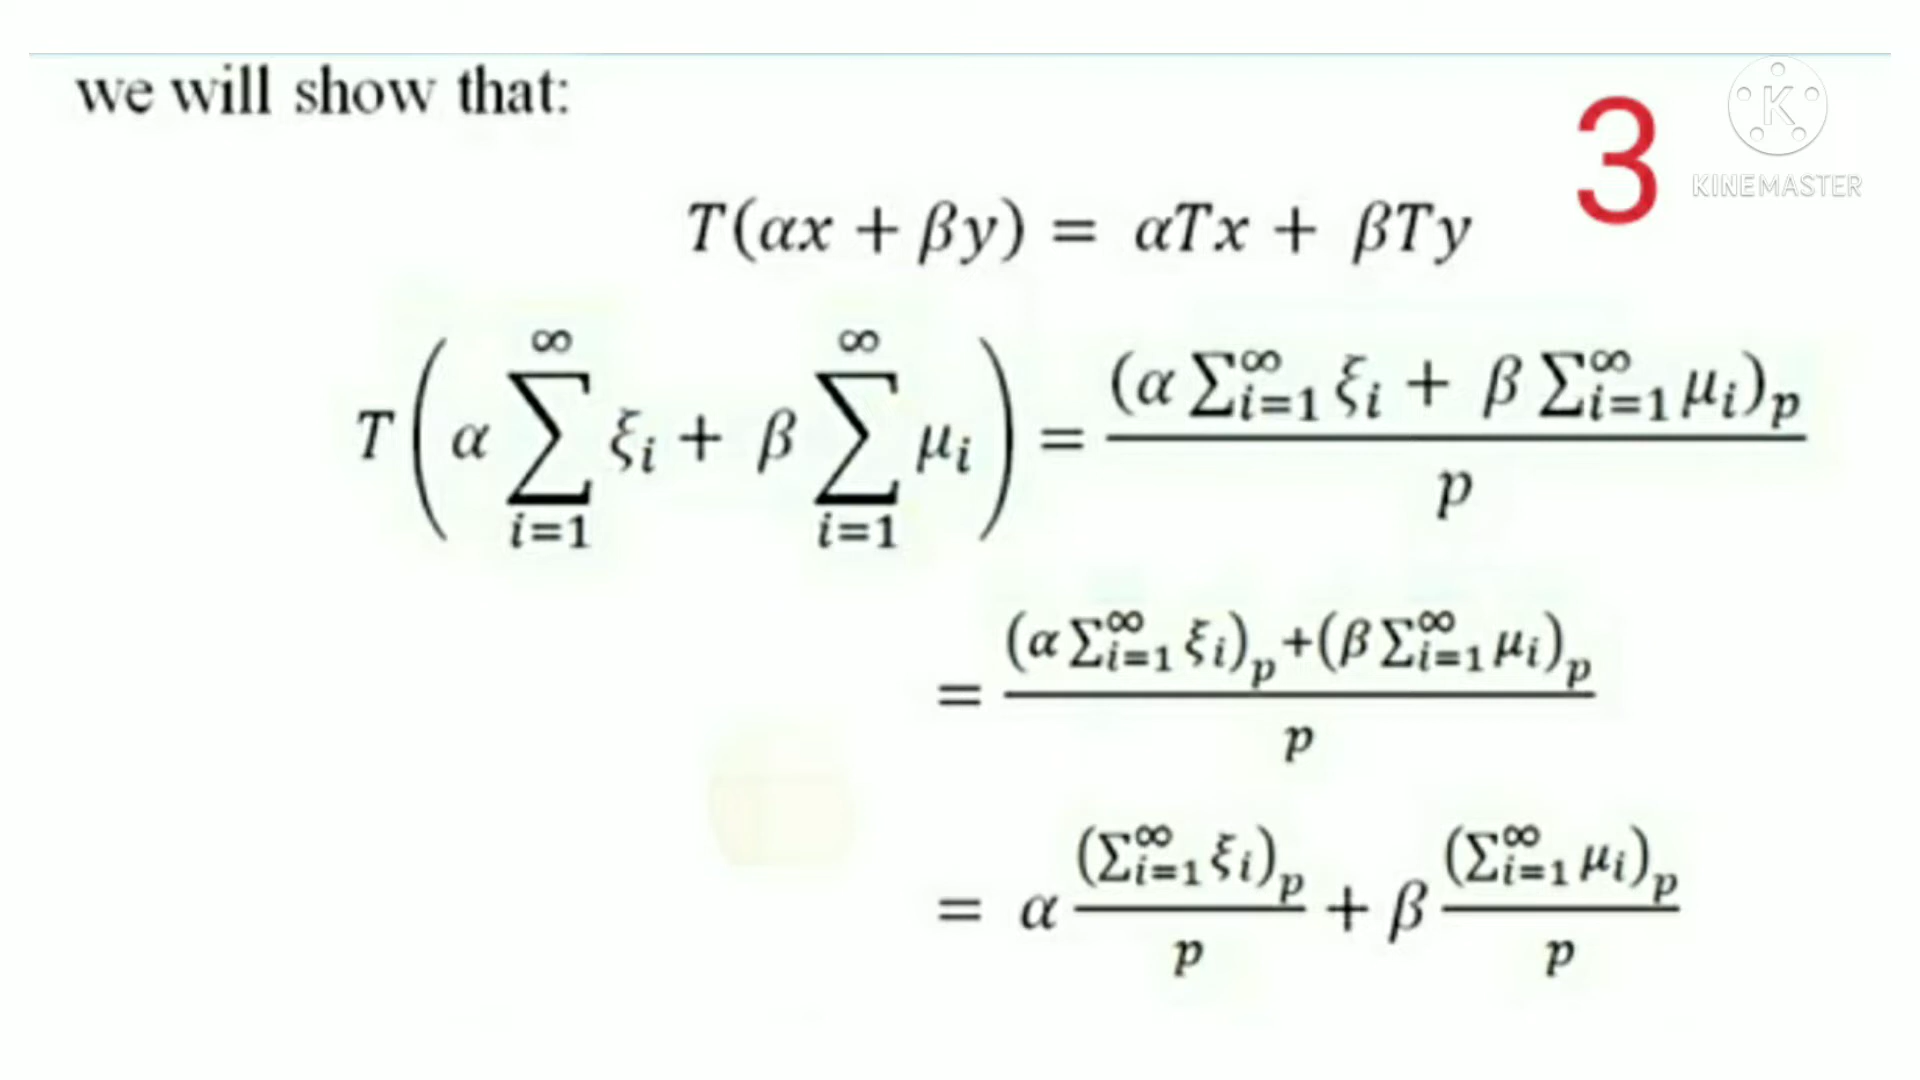 we will show that:
3
KINEMASTER
T(αx + βy) = αTx + βTy
T(α ∑_{i=1}^{∞} ξ_i + β ∑_{i=1}^{∞} μ_i) = (α ∑_{i=1}^{∞} ξ_i + β ∑_{i=1}^{∞} μ_i)_p / p
= ((α ∑_{i=1}^{∞} ξ_i)_p + (β ∑_{i=1}^{∞} μ_i)_p) / p
= α (∑_{i=1}^{∞} ξ_i)_p / p + β (∑_{i=1}^{∞} μ_i)_p / p